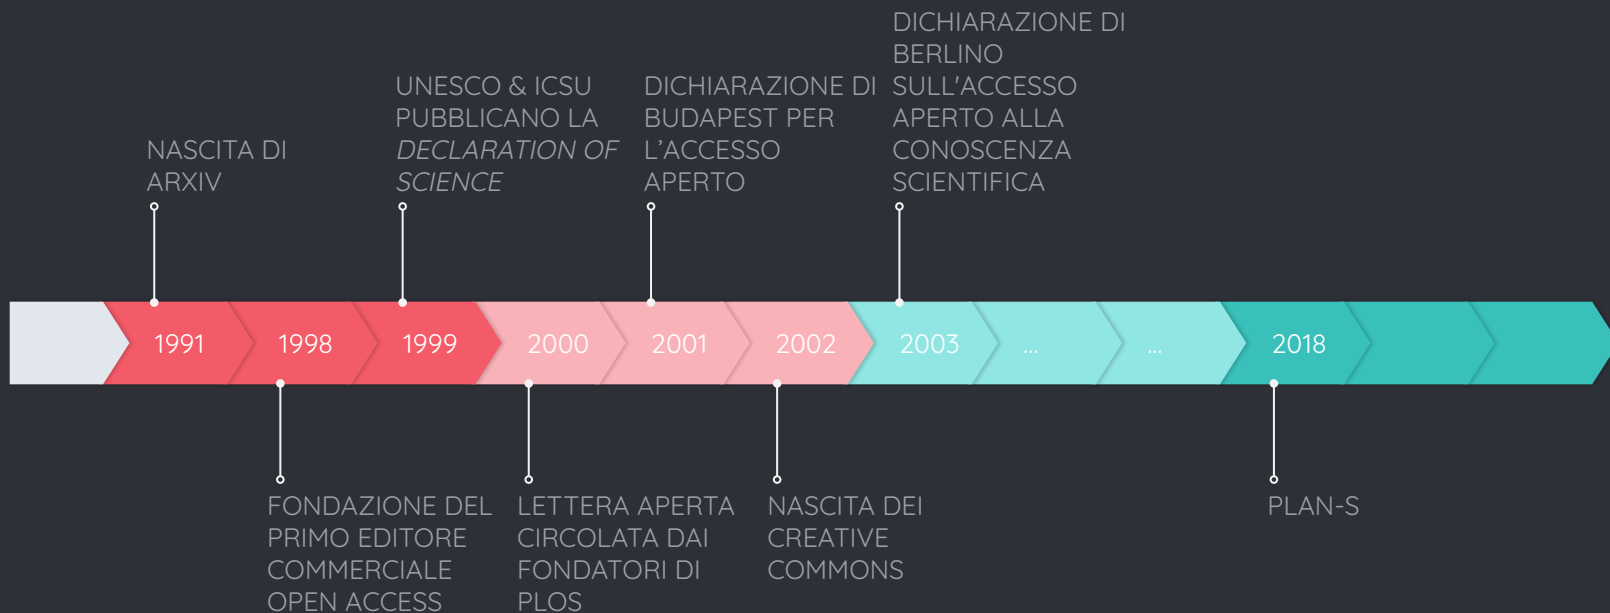 NASCITA DI
ARXIV
UNESCO & ICSU
PUBBLICANO LA
DECLARATION OF
SCIENCE
DICHIARAZIONE DI
BUDAPEST PER
L’ACCESSO
APERTO
DICHIARAZIONE DI
BERLINO
SULL'ACCESSO
APERTO ALLA
CONOSCENZA
SCIENTIFICA
1991
1998
1999
2000
2001
2002
2003
...
...
2018
FONDAZIONE DEL
PRIMO EDITORE
COMMERCIALE
OPEN ACCESS
LETTERA APERTA
CIRCOLATA DAI
FONDATORI DI
PLOS
NASCITA DEI
CREATIVE
COMMONS
PLAN-S